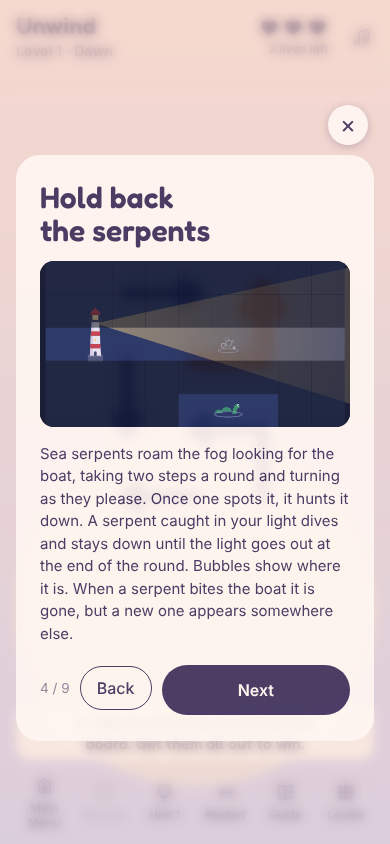 Unwind
Level 1 · Dawn
3 lives left
Hold back
the serpents
Sea serpents roam the fog looking for the
boat, taking two steps a round and turning
as they please. Once one spots it, it hunts it
down. A serpent caught in your light dives
and stays down until the light goes out at
the end of the round. Bubbles show where
it is. When a serpent bites the boat it is
gone, but a new one appears somewhere
else.
4 / 9
Back
Next
board. Get them all out to win.
Main
Menu
Restart
Guide
Levels